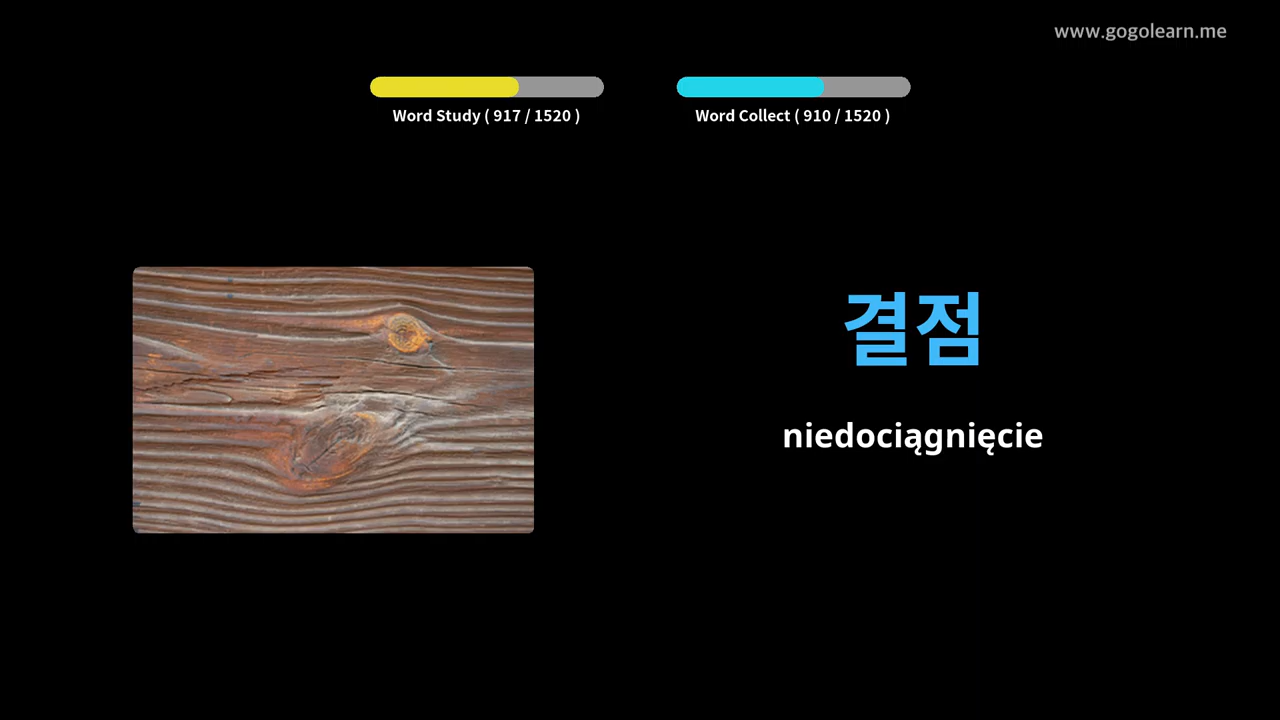 www.gogolearn.me
Word Study ( 917 / 1520 )
Word Collect ( 910 / 1520 )
결점
niedociągnięcie